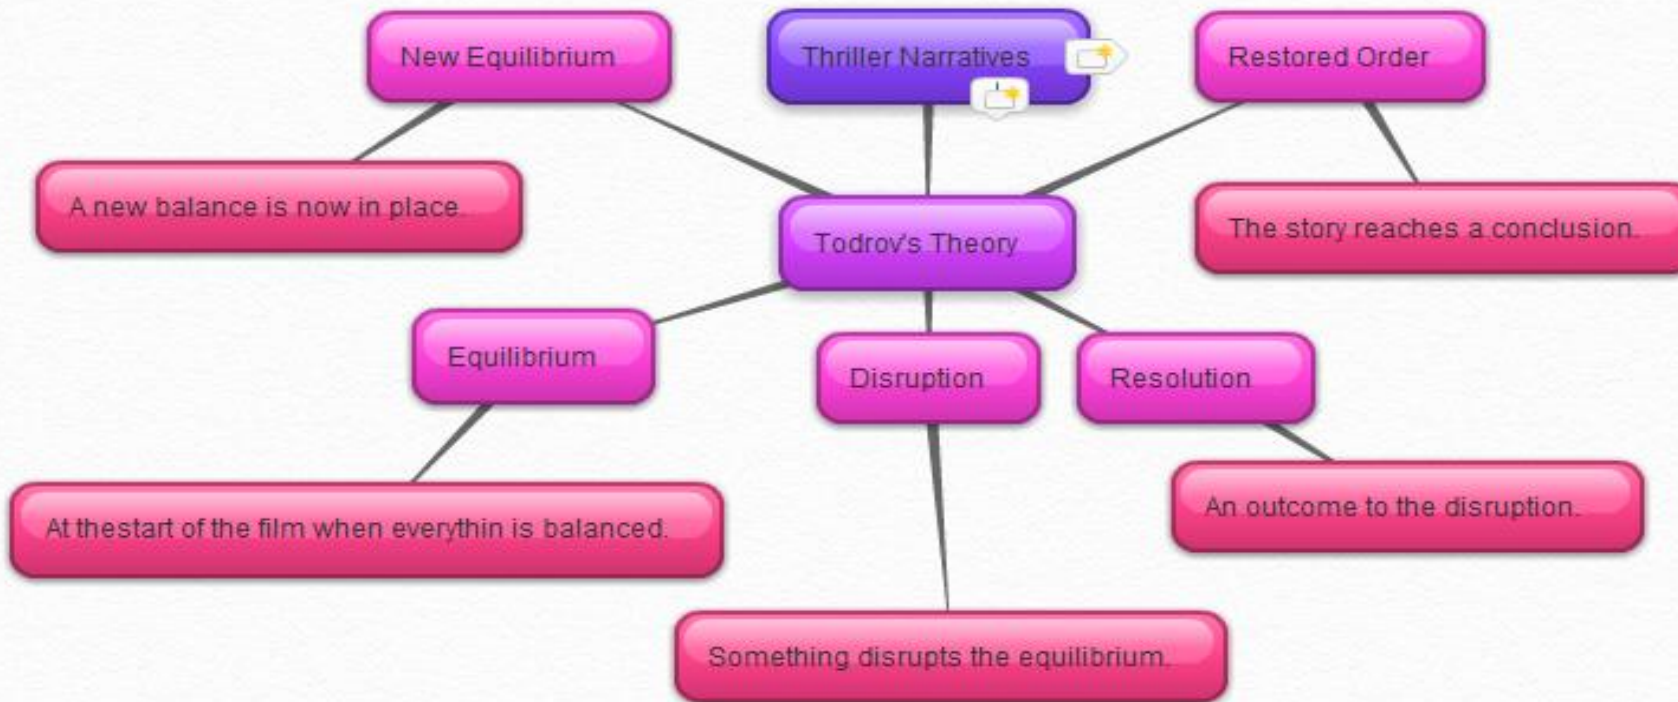 New Equilibrium
Thriller Narratives
Restored Order
A new balance is now in place.
The story reaches a conclusion.
Todrov's Theory
Equilibrium
Disruption
Resolution
At thestart of the film when everythin is balanced.
An outcome to the disruption.
Something disrupts the equilibrium.